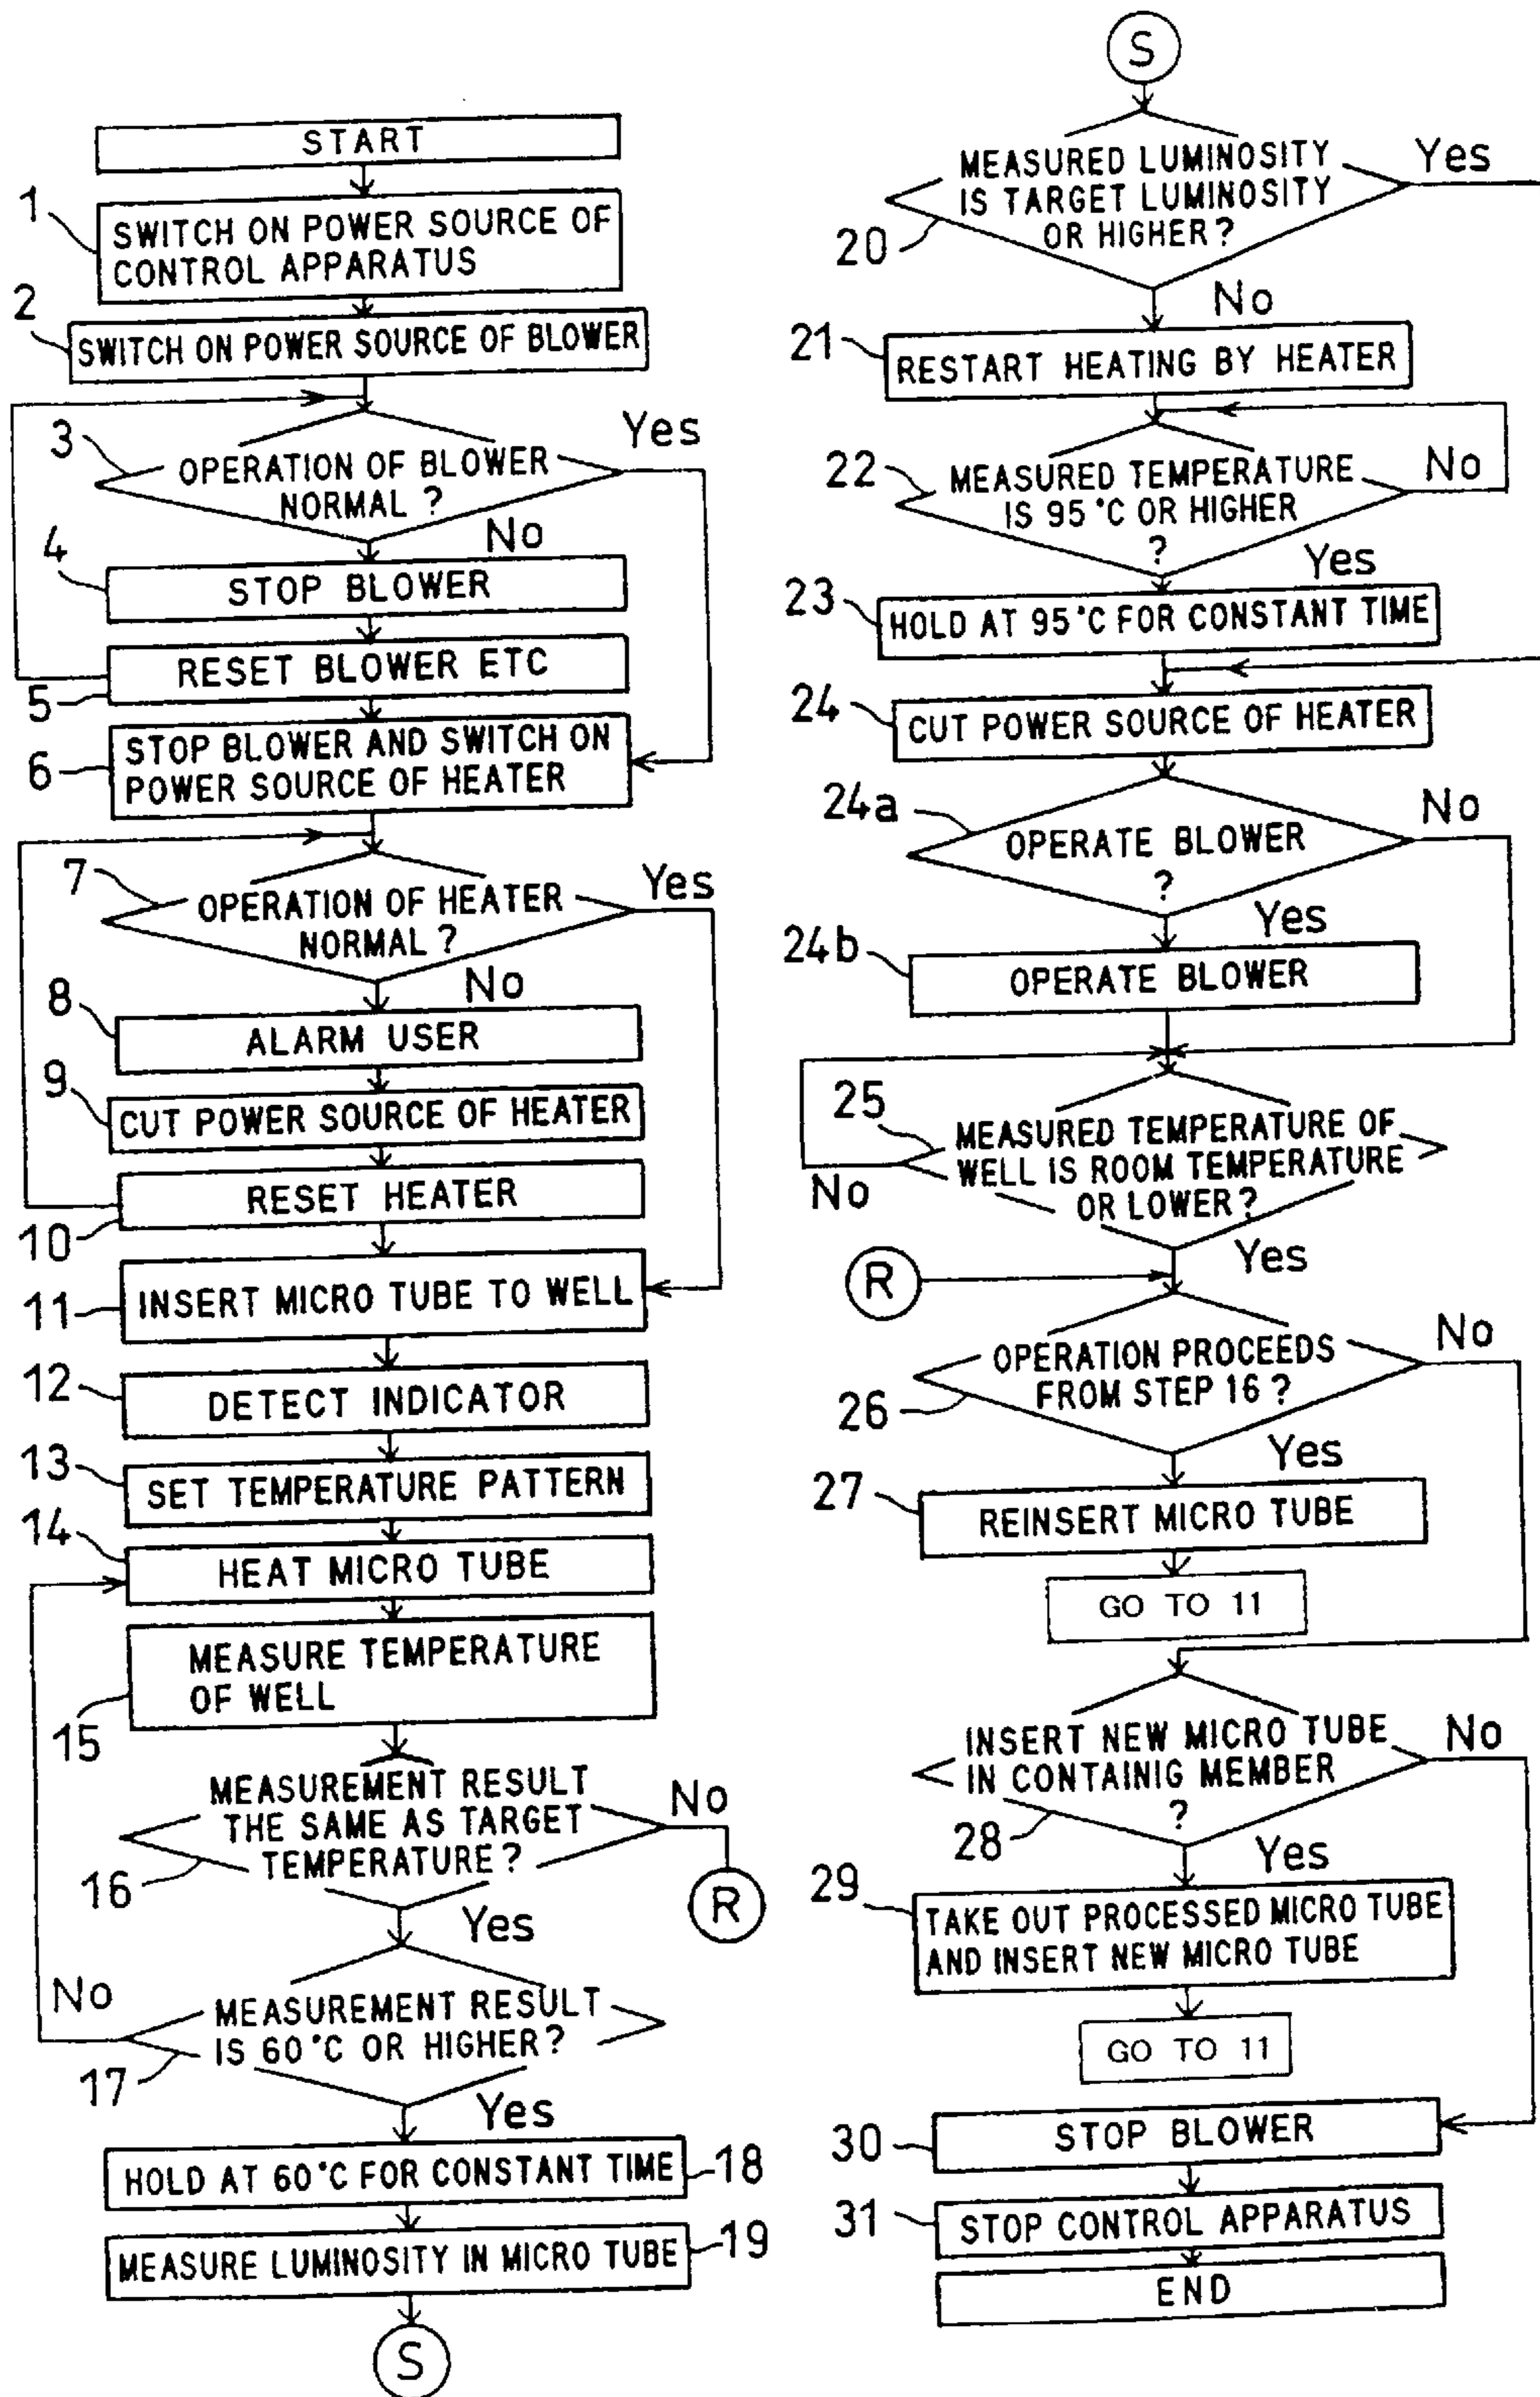 START
1
SWITCH ON POWER SOURCE OF
CONTROL APPARATUS
2
SWITCH ON POWER SOURCE OF BLOWER
3
OPERATION OF BLOWER
NORMAL ?
Yes
No
4
STOP BLOWER
5
RESET BLOWER ETC
6
STOP BLOWER AND SWITCH ON
POWER SOURCE OF HEATER
7
OPERATION OF HEATER
NORMAL ?
Yes
No
8
ALARM USER
9
CUT POWER SOURCE OF HEATER
10
RESET HEATER
11
INSERT MICRO TUBE TO WELL
12
DETECT INDICATOR
13
SET TEMPERATURE PATTERN
14
HEAT MICRO TUBE
15
MEASURE TEMPERATURE
OF WELL
16
MEASUREMENT RESULT
THE SAME AS TARGET
TEMPERATURE ?
No
R
Yes
17
MEASUREMENT RESULT
IS 60°C OR HIGHER ?
No
Yes
HOLD AT 60°C FOR CONSTANT TIME
18
MEASURE LUMINOSITY IN MICRO TUBE
19
S
S
20
MEASURED LUMINOSITY
IS TARGET LUMINOSITY
OR HIGHER ?
Yes
No
21
RESTART HEATING BY HEATER
22
MEASURED TEMPERATURE
IS 95°C OR HIGHER
?
No
Yes
23
HOLD AT 95°C FOR CONSTANT TIME
24
CUT POWER SOURCE OF HEATER
24a
OPERATE BLOWER
?
No
Yes
24b
OPERATE BLOWER
25
MEASURED TEMPERATURE OF
WELL IS ROOM TEMPERATURE
OR LOWER ?
No
Yes
R
26
OPERATION PROCEEDS
FROM STEP 16 ?
No
Yes
27
REINSERT MICRO TUBE
GO TO 11
28
INSERT NEW MICRO TUBE
IN CONTAINIG MEMBER
?
No
Yes
29
TAKE OUT PROCESSED MICRO TUBE
AND INSERT NEW MICRO TUBE
GO TO 11
30
STOP BLOWER
31
STOP CONTROL APPARATUS
END